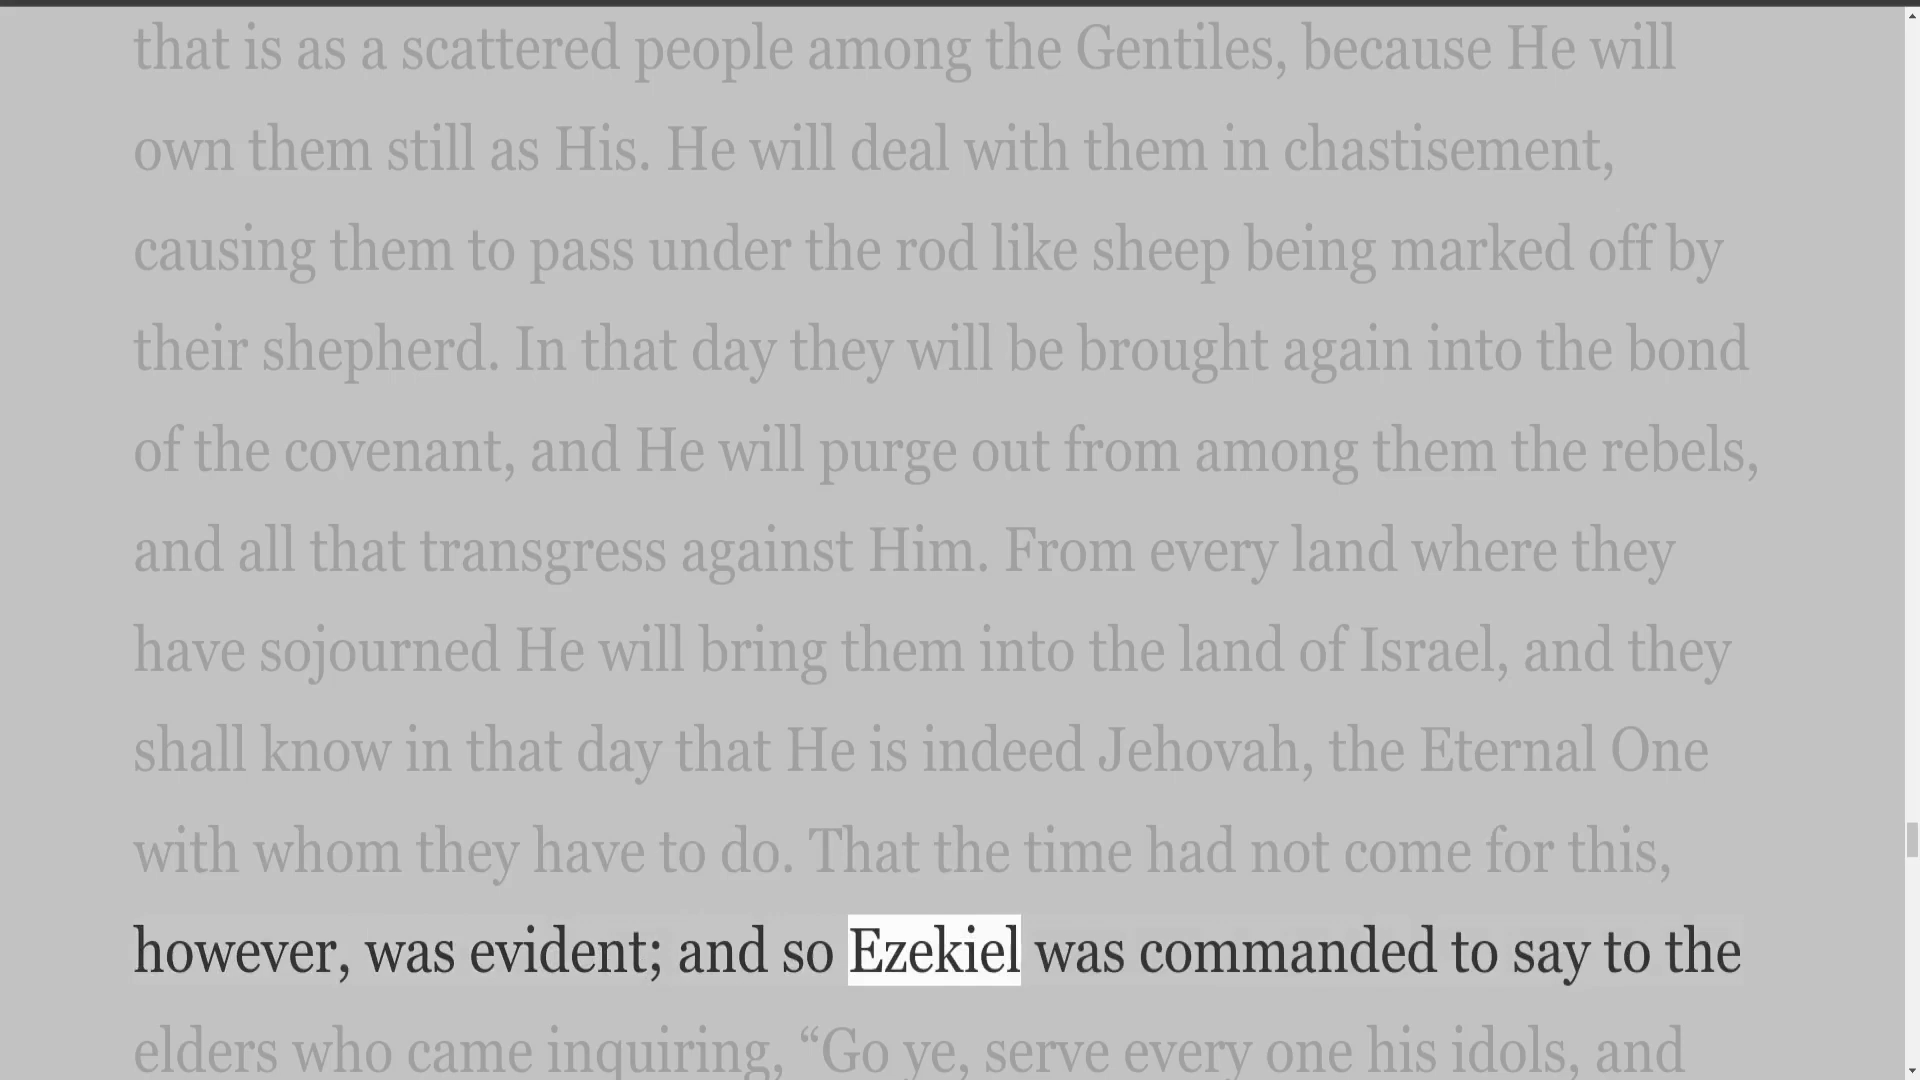 that is as a scattered people among the Gentiles, because He will
own them still as His. He will deal with them in chastisement,
causing them to pass under the rod like sheep being marked off by
their shepherd. In that day they will be brought again into the bond
of the covenant, and He will purge out from among them the rebels,
and all that transgress against Him. From every land where they
have sojourned He will bring them into the land of Israel, and they
shall know in that day that He is indeed Jehovah, the Eternal One
with whom they have to do. That the time had not come for this,
however, was evident; and so Ezekiel was commanded to say to the
elders who came inquiring, “Go ye, serve every one his idols, and